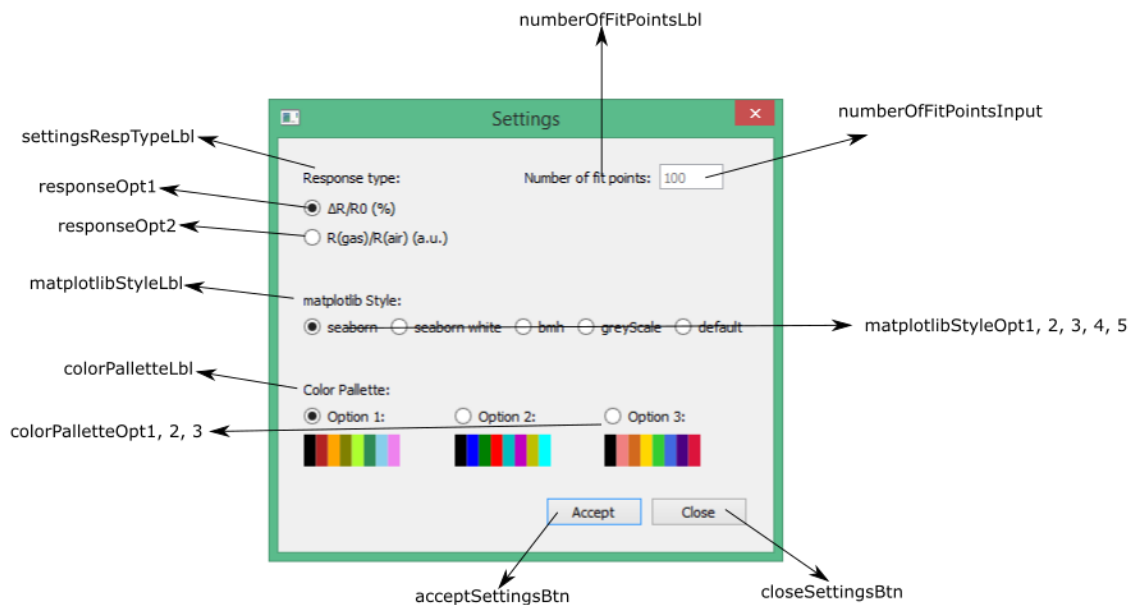 numberOfFitPointsLbl
Settings
numberOfFitPointsInput
settingsRespTypeLbl
Response type:
Number of fit points: 100
responseOpt1
ΔR/R0 (%)
responseOpt2
R(gas)/R(air) (a.u.)
matplotlibStyleLbl
matplotlib Style:
seaborn seaborn white bmh greyScale default
matplotlibStyleOpt1, 2, 3, 4, 5
colorPalletteLbl
Color Pallette:
Option 1: Option 2: Option 3:
colorPalletteOpt1, 2, 3
Accept Close
acceptSettingsBtn
closeSettingsBtn